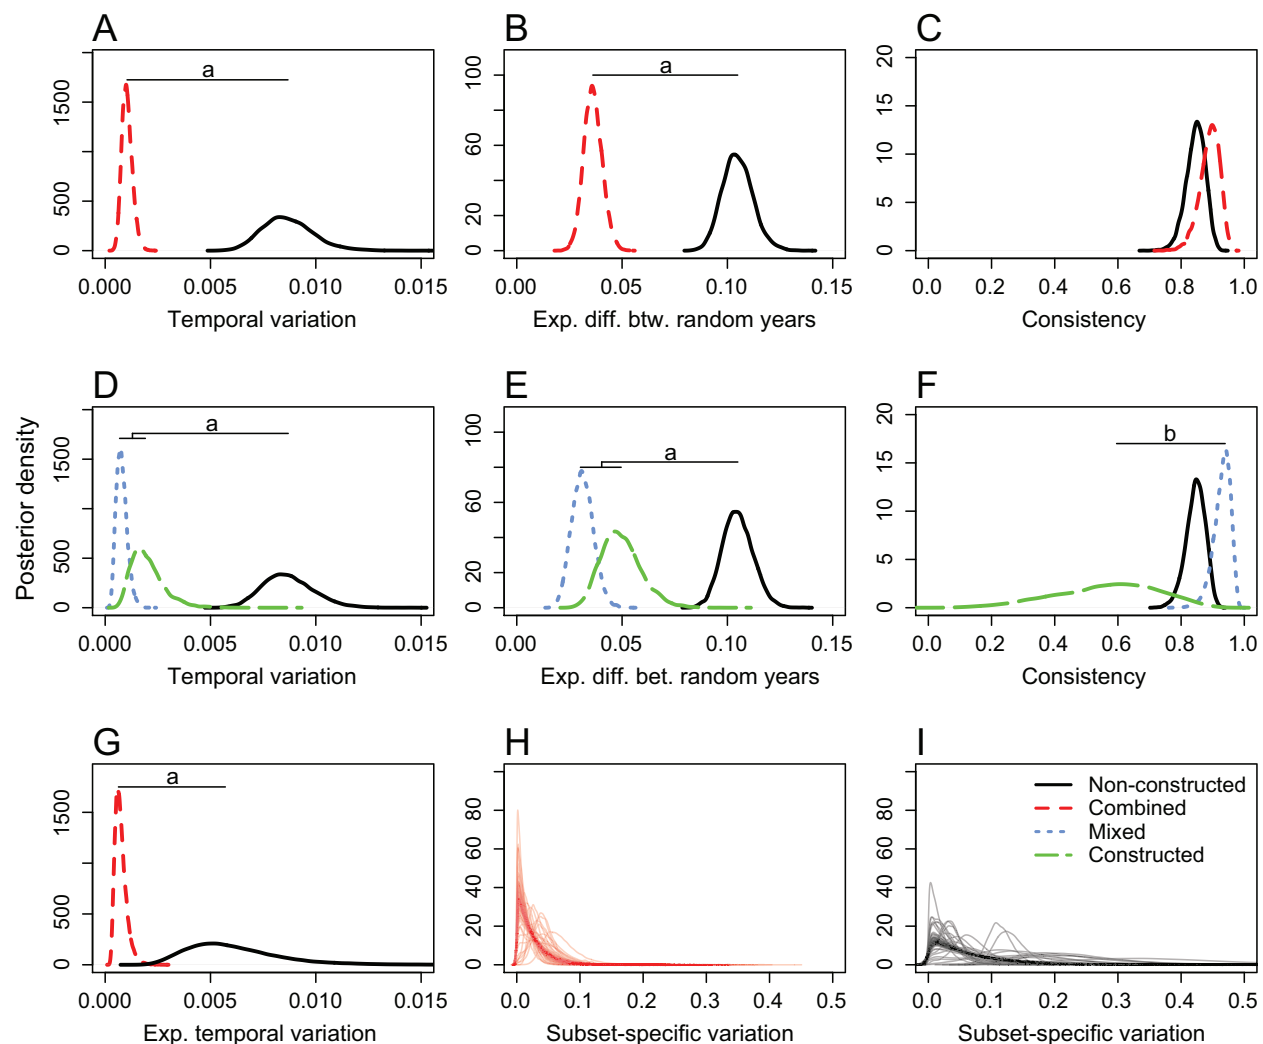 A
B
C
a
a
0
500
1500
0
20
60
100
0
5
10
15
20
0.000
0.005
0.010
0.015
0.00
0.05
0.10
0.15
0.0
0.2
0.4
0.6
0.8
1.0
Temporal variation
Exp. diff. btw. random years
Consistency
Posterior density
D
E
F
a
a
b
0
500
1500
0
20
60
100
0
5
10
15
20
0.000
0.005
0.010
0.015
0.00
0.05
0.10
0.15
0.0
0.2
0.4
0.6
0.8
1.0
Temporal variation
Exp. diff. bet. random years
Consistency
G
H
I
a
Non-constructed
Combined
Mixed
Constructed
0
500
1500
0
20
40
60
80
0
20
40
60
80
0.000
0.005
0.010
0.015
0.0
0.1
0.2
0.3
0.4
0.5
0.0
0.1
0.2
0.3
0.4
0.5
Exp. temporal variation
Subset-specific variation
Subset-specific variation